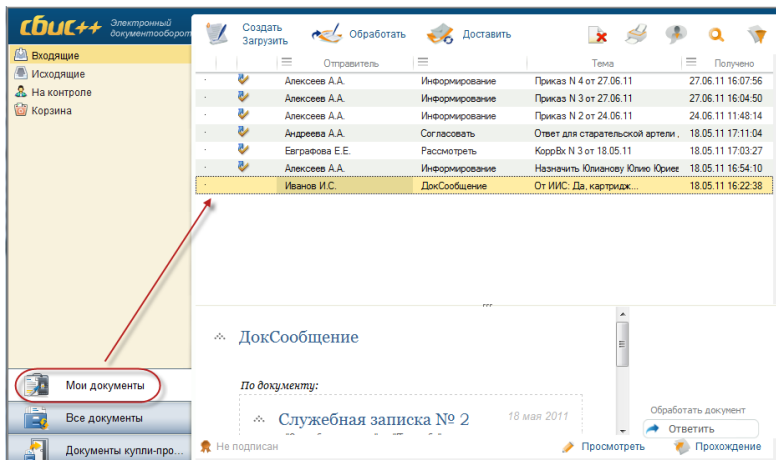 сбис++ Электронный
документооборот
Создать
Загрузить
Обработать
Доставить
Входящие
Исходящие
На контроле
Корзина
Отправитель Тема Получено
Алексеев А.А. Информирование Приказ N 4 от 27.06.11 27.06.11 16:07:56
Алексеев А.А. Информирование Приказ N 3 от 27.06.11 27.06.11 16:04:50
Алексеев А.А. Информирование Приказ N 2 от 24.06.11 24.06.11 11:48:14
Андреева А.А. Согласовать Ответ для старательской артели , 18.05.11 17:11:04
Евграфова Е.Е. Рассмотреть КоррВх N 3 от 18.05.11 18.05.11 17:03:27
Алексеев А.А. Информирование Назначить Юлианову Юлию Юриев 18.05.11 16:54:10
Иванов И.С. ДокСообщение От ИИС: Да, картридж... 18.05.11 16:22:38
ДокСообщение
По документу:
Служебная записка № 2 18 мая 2011
Мои документы
Все документы
Документы купли-про...
Обработать документ
Ответить
Не подписан
Просмотреть
Прохождение